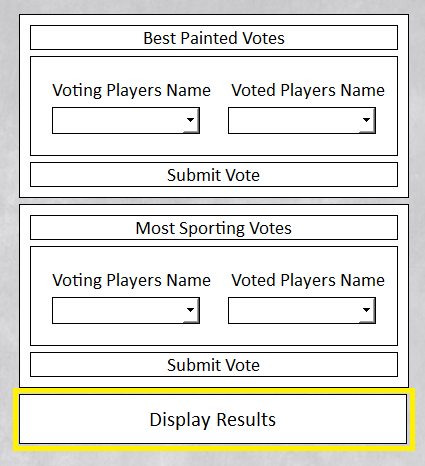 Best Painted Votes
Voting Players Name Voted Players Name
Submit Vote
Most Sporting Votes
Voting Players Name Voted Players Name
Submit Vote
Display Results